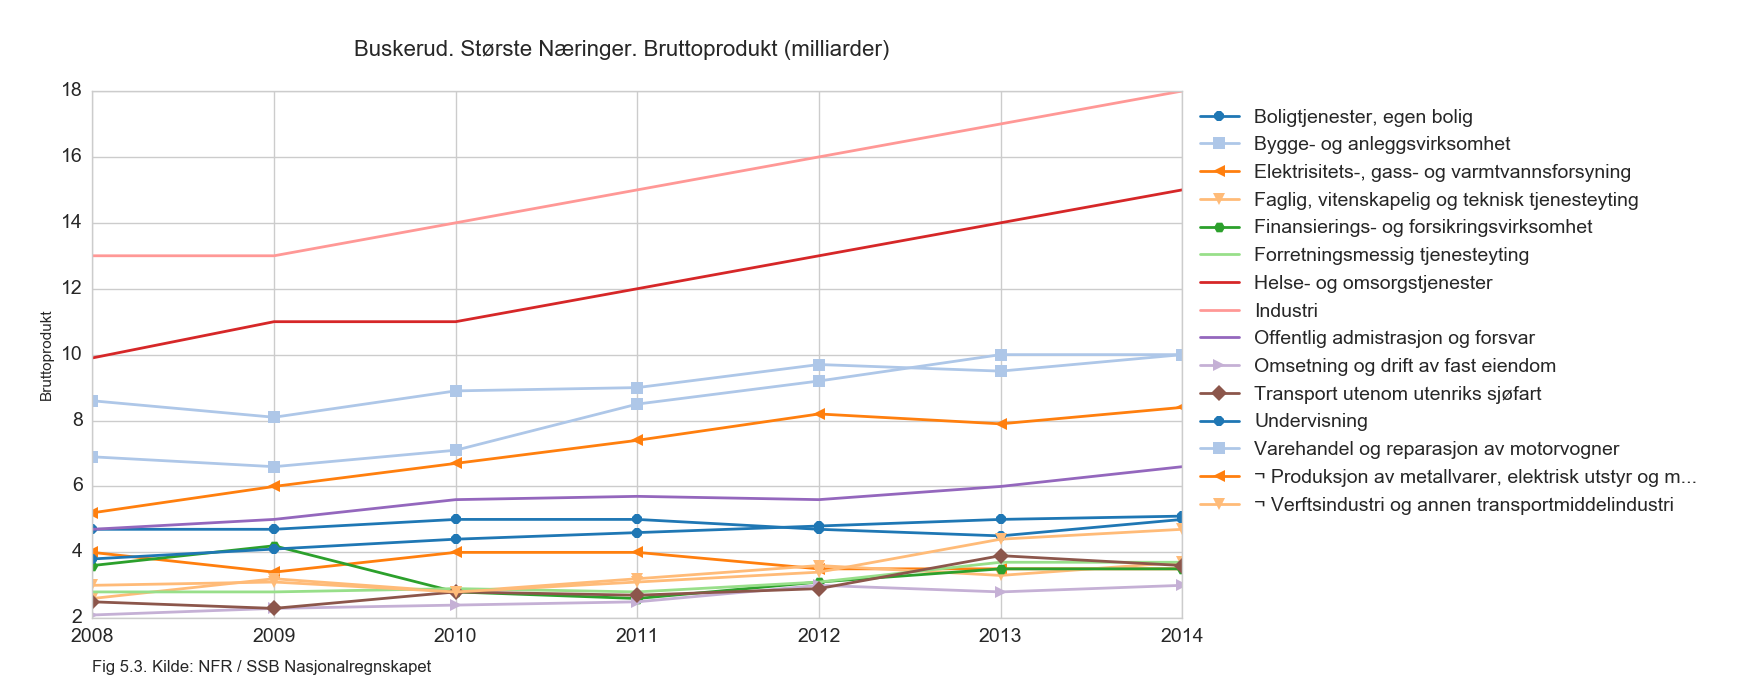 Buskerud. Største Næringer. Bruttoprodukt (milliarder)
18
16
14
12
10
8
6
4
2
Bruttoprodukt
2008 2009 2010 2011 2012 2013 2014
Boligtjenester, egen bolig
Bygge- og anleggsvirksomhet
Elektrisitets-, gass- og varmtvannsforsyning
Faglig, vitenskapelig og teknisk tjenesteyting
Finansierings- og forsikringsvirksomhet
Forretningsmessig tjenesteyting
Helse- og omsorgstjenester
Industri
Offentlig admistrasjon og forsvar
Omsetning og drift av fast eiendom
Transport utenom utenriks sjøfart
Undervisning
Varehandel og reparasjon av motorvogner
¬ Produksjon av metallvarer, elektrisk utstyr og m...
¬ Verftsindustri og annen transportmiddelindustri
Fig 5.3. Kilde: NFR / SSB Nasjonalregnskapet